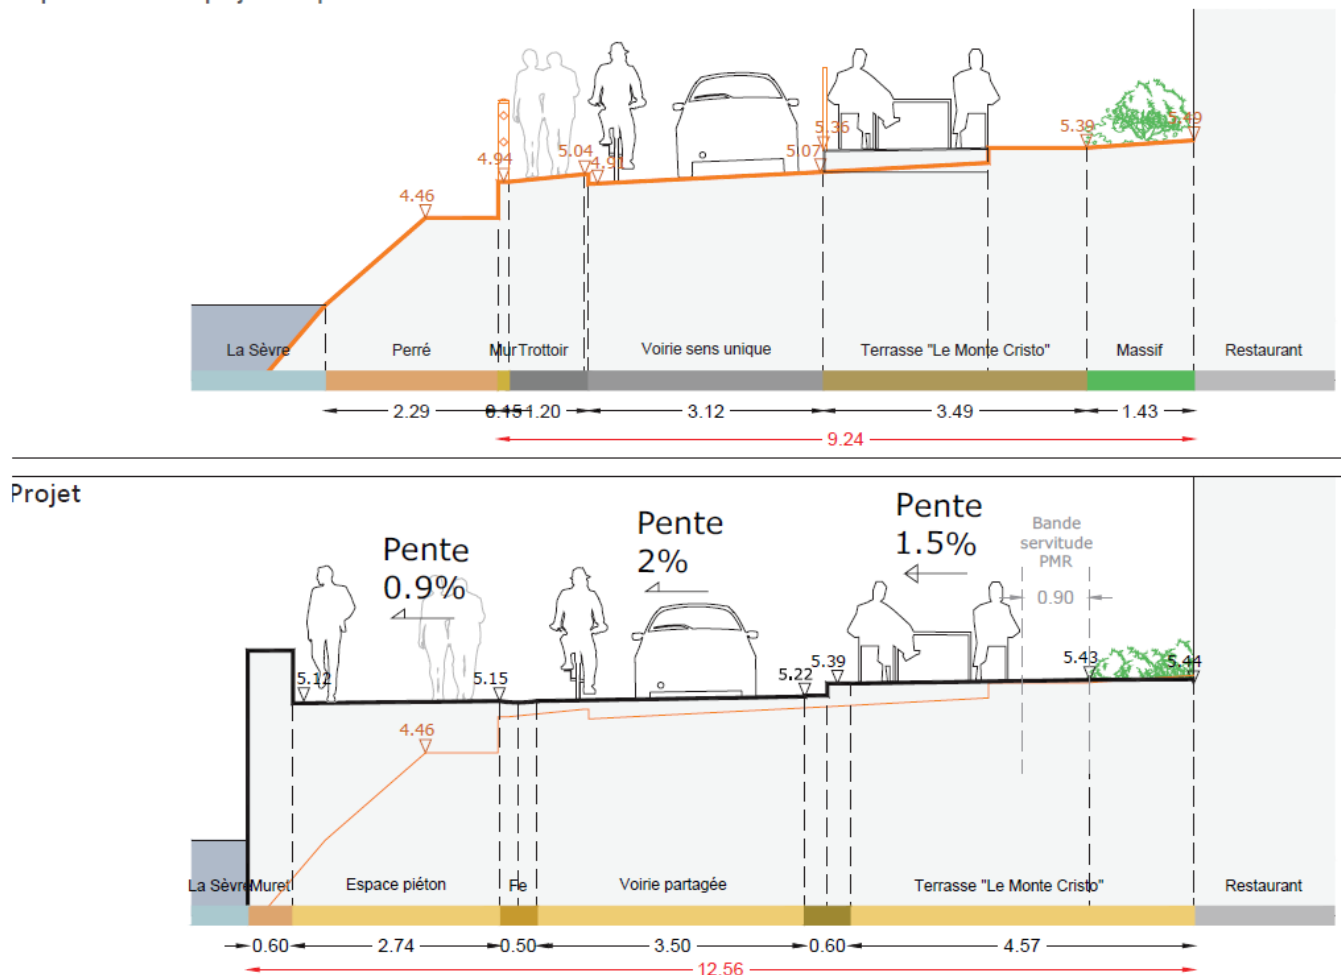 5.36
5.39
5.49
4.94
5.04
4.91
5.07
4.46
La Sèvre
Perré
Mur
Trottoir
Voirie sens unique
Terrasse "Le Monte Cristo"
Massif
Restaurant
2.29
0.15
1.20
3.12
3.49
1.43
9.24
Projet
Pente
0.9%
Pente
2%
Pente
1.5%
Bande
servitude
PMR
0.90
5.12
5.15
5.22
5.39
5.43
5.44
4.46
La Sèvre
Muret
Espace piéton
Fe
Voirie partagée
Terrasse "Le Monte Cristo"
Restaurant
0.60
2.74
0.50
3.50
0.60
4.57
12.56